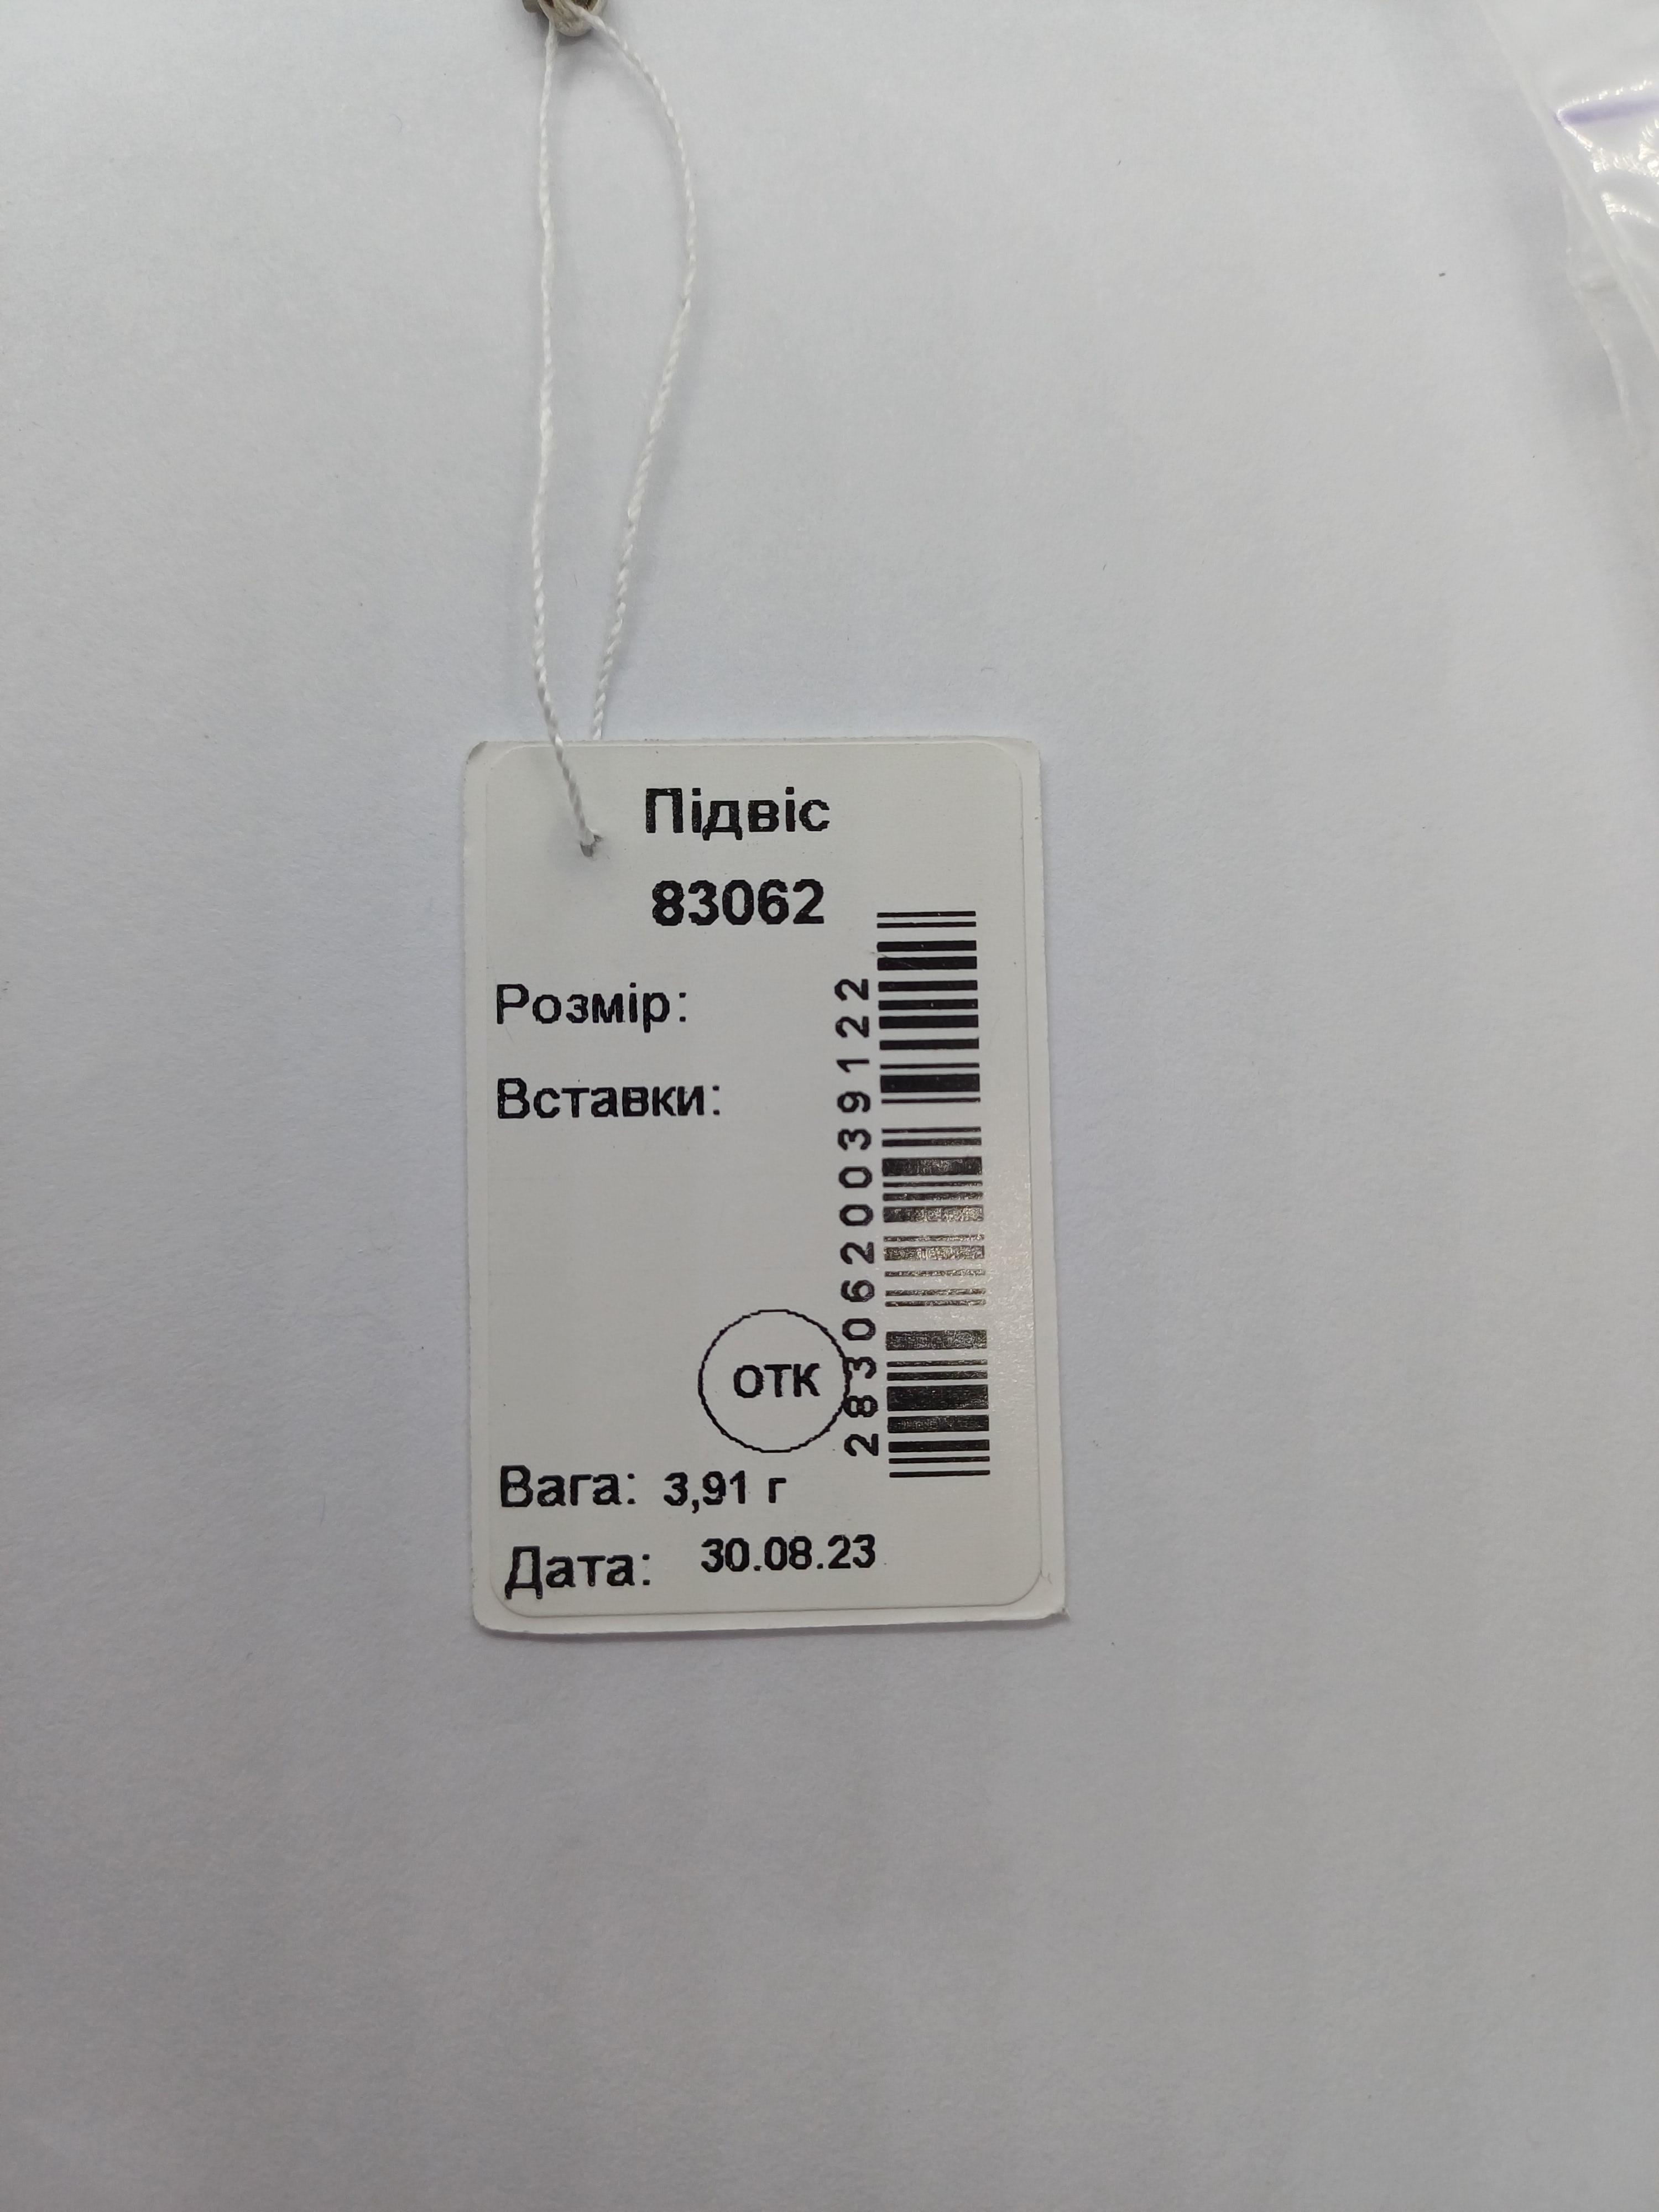 Підвіс
83062
Розмір:
Вставки:
2830620039122
ОТК
Вага: 3,91 г
Дата: 30.08.23